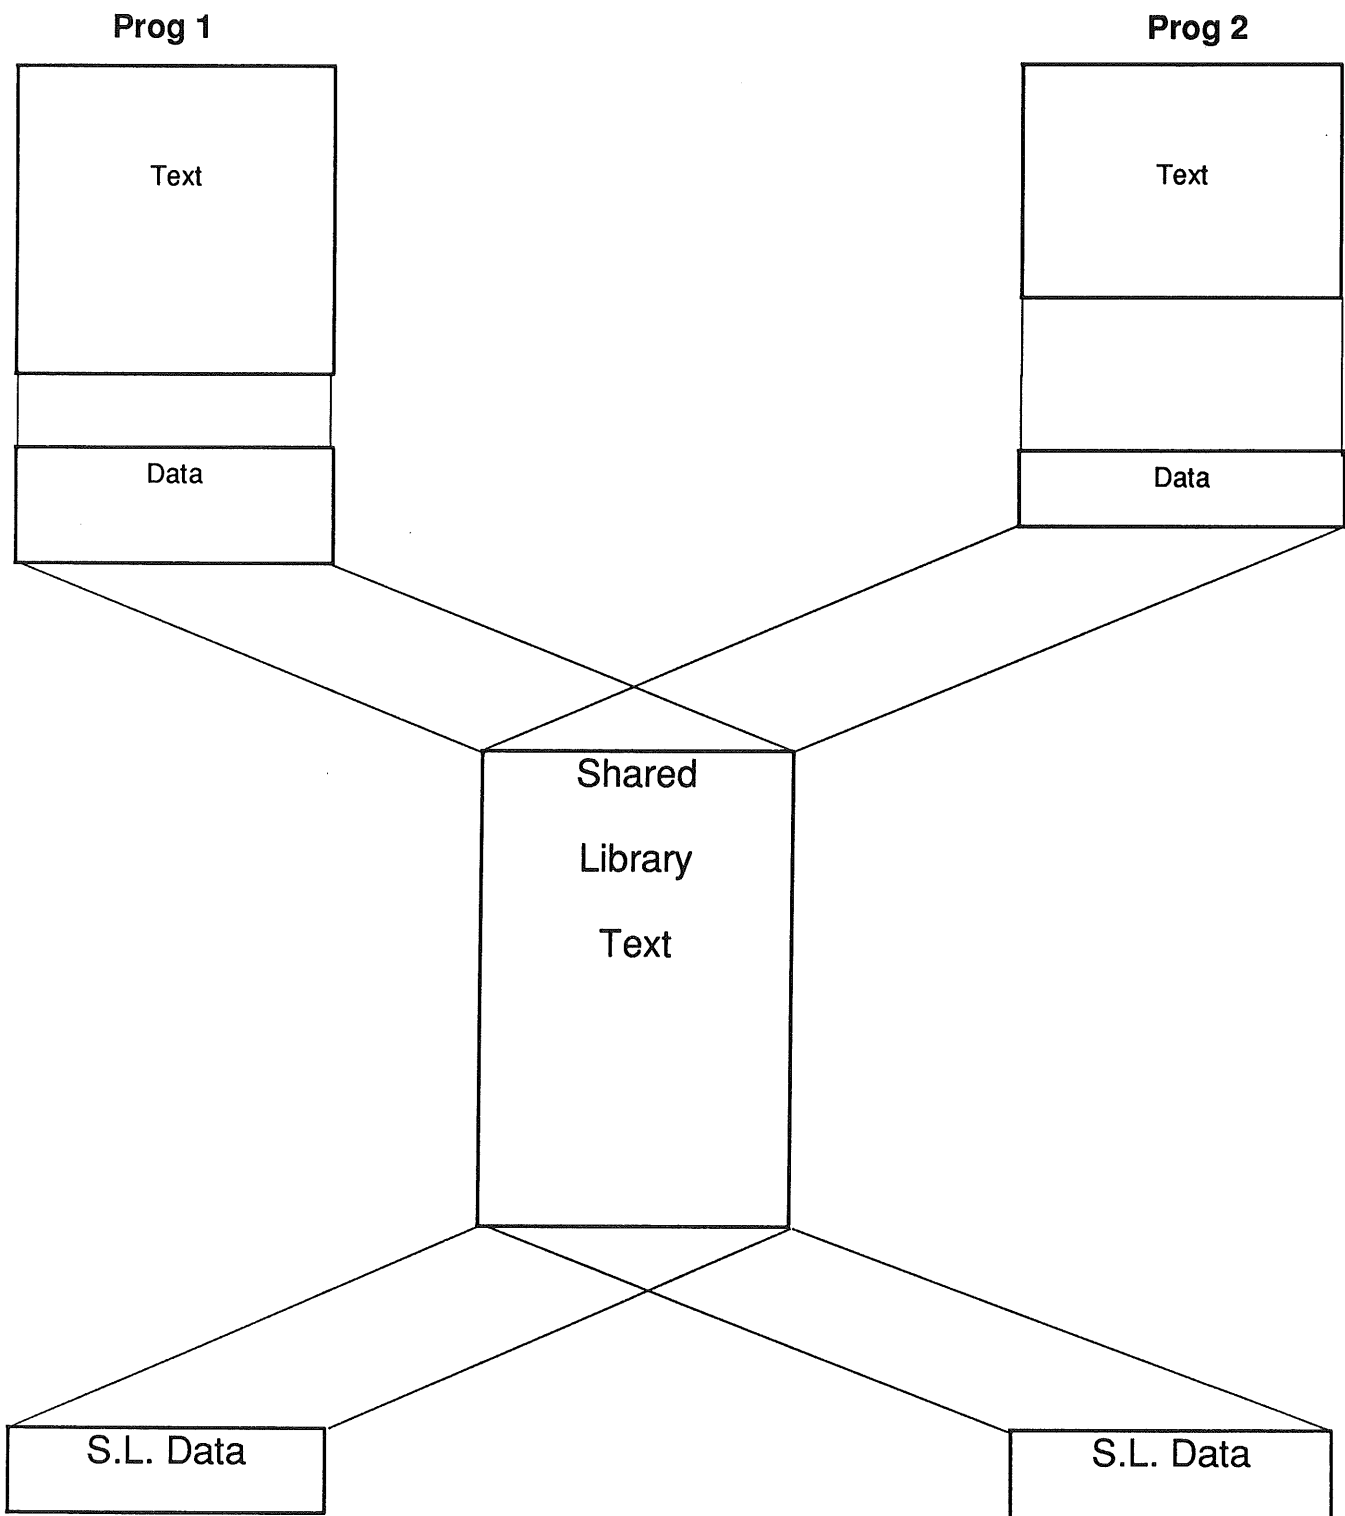 Prog 1
Prog 2
Text
Text
Data
Data
Shared
Library
Text
S.L. Data
S.L. Data